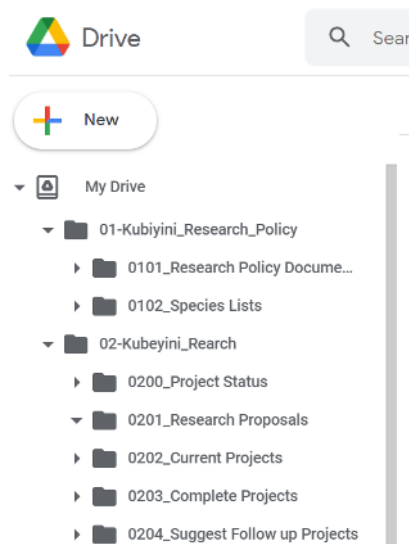 Drive
Sear
New
My Drive
01-Kubiyini_Research_Policy
0101_Research Policy Docume...
0102_Species Lists
02-Kubeyini_Rearch
0200_Project Status
0201_Research Proposals
0202_Current Projects
0203_Complete Projects
0204_Suggest Follow up Projects